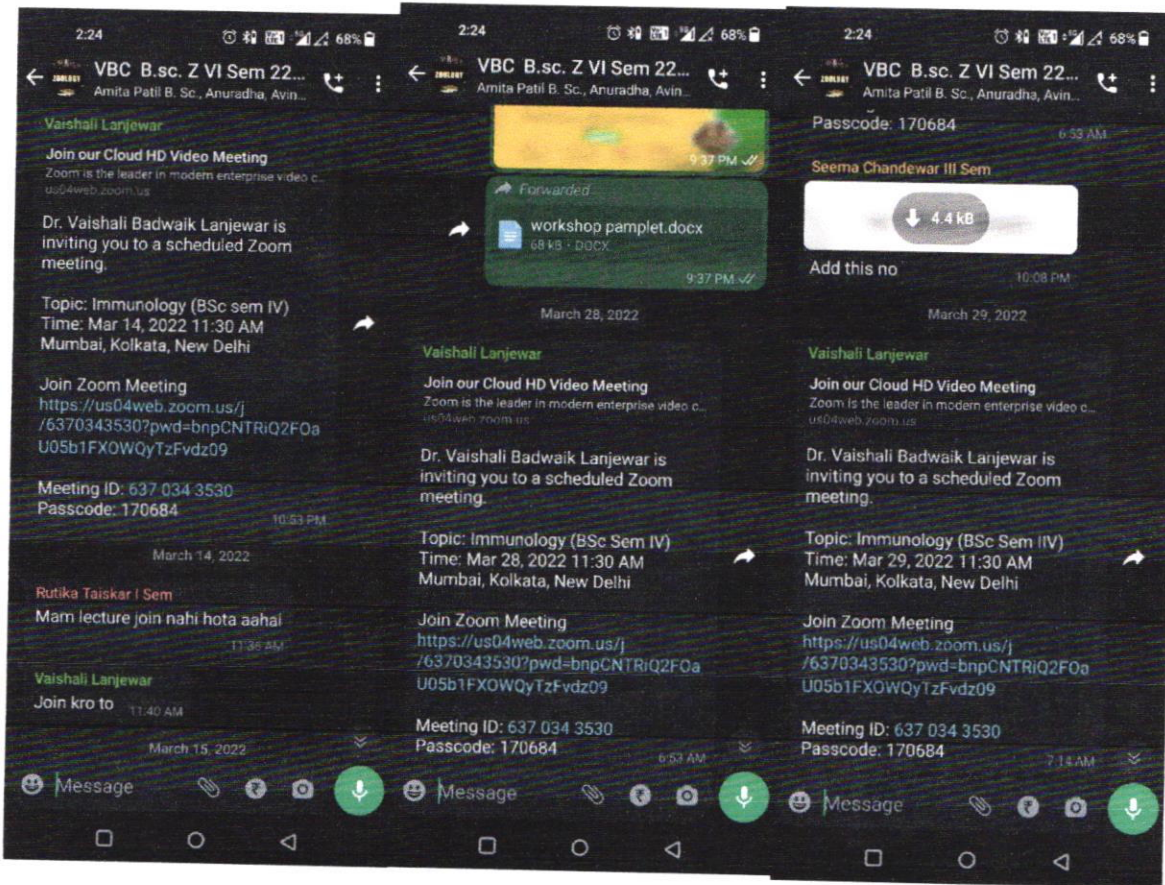 2:24
68%
VBC B.sc. Z VI Sem 22...
Amita Patil B. Sc., Anuradha, Avin...
Vaishali Lanjewar
Join our Cloud HD Video Meeting
Zoom is the leader in modern enterprise video c...
us04web.zoom.us
Dr. Vaishali Badwaik Lanjewar is
inviting you to a scheduled Zoom
meeting.
Topic: Immunology (BSc sem IV)
Time: Mar 14, 2022 11:30 AM
Mumbai, Kolkata, New Delhi
Join Zoom Meeting
https://us04web.zoom.us/j
/6370343530?pwd=bnpCNTRiQ2FOa
U05b1FXOWQyTzFvdz09
Meeting ID: 637 034 3530
Passcode: 170684
10:53 PM
March 14, 2022
Rutika Taiskar I Sem
Mam lecture join nahi hota aahai
11:36 AM
Vaishali Lanjewar
Join kro to
11:40 AM
March 15, 2022
Message
2:24
68%
VBC B.sc. Z VI Sem 22...
Amita Patil B. Sc., Anuradha, Avin...
9:37 PM
Forwarded
workshop pamplet.docx
68 kB · DOCX
9:37 PM
March 28, 2022
Vaishali Lanjewar
Join our Cloud HD Video Meeting
Zoom is the leader in modern enterprise video c...
us04web.zoom.us
Dr. Vaishali Badwaik Lanjewar is
inviting you to a scheduled Zoom
meeting.
Topic: Immunology (BSc Sem IV)
Time: Mar 28, 2022 11:30 AM
Mumbai, Kolkata, New Delhi
Join Zoom Meeting
https://us04web.zoom.us/j
/6370343530?pwd=bnpCNTRiQ2FOa
U05b1FXOWQyTzFvdz09
Meeting ID: 637 034 3530
Passcode: 170684
6:53 AM
Message
2:24
68%
VBC B.sc. Z VI Sem 22...
Amita Patil B. Sc., Anuradha, Avin...
Passcode: 170684
6:53 AM
Seema Chandewar III Sem
4.4 kB
Add this no
10:08 PM
March 29, 2022
Vaishali Lanjewar
Join our Cloud HD Video Meeting
Zoom is the leader in modern enterprise video c...
us04web.zoom.us
Dr. Vaishali Badwaik Lanjewar is
inviting you to a scheduled Zoom
meeting.
Topic: Immunology (BSc Sem IIV)
Time: Mar 29, 2022 11:30 AM
Mumbai, Kolkata, New Delhi
Join Zoom Meeting
https://us04web.zoom.us/j
/6370343530?pwd=bnpCNTRiQ2FOa
U05b1FXOWQyTzFvdz09
Meeting ID: 637 034 3530
Passcode: 170684
7:14 AM
Message